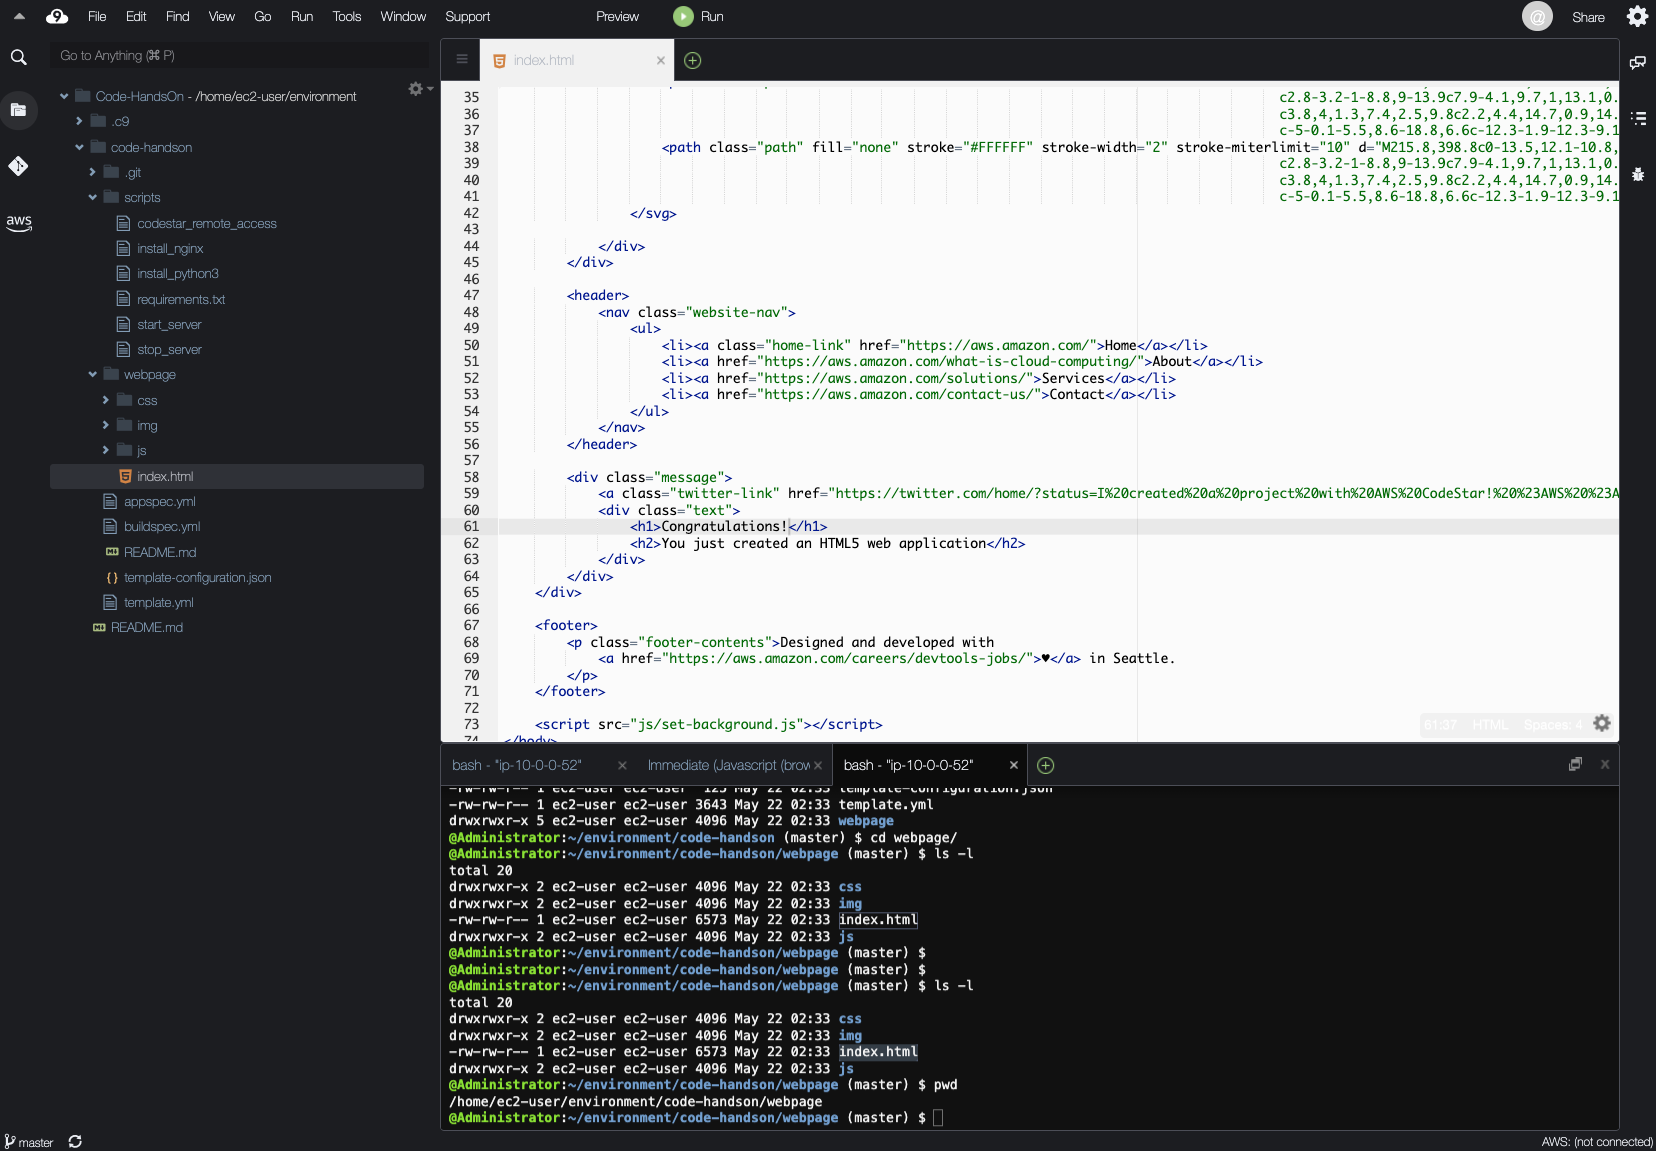 File Edit Find View Go Run Tools Window Support Preview Run @ Share
Go to Anything (⌘ P)
Code-HandsOn - /home/ec2-user/environment
.c9
code-handson
.git
scripts
codestar_remote_access
install_nginx
install_python3
requirements.txt
start_server
stop_server
webpage
css
img
js
index.html
appspec.yml
buildspec.yml
README.md
template-configuration.json
template.yml
README.md
aws
index.html
35 c2.8-3.2-1-8.8,9-13.9c7.9-4.1,9.7,1,13.1,0.
36 c3.8,4,1.3,7.4,2.5,9.8c2.2,4.4,14.7,0.9,14.
37 c-5-0.1-5.5,8.6-18.8,6.6c-12.3-1.9-12.3-9.1
38 <path class="path" fill="none" stroke="#FFFFFF" stroke-width="2" stroke-miterlimit="10" d="M215.8,398.8c0-13.5,12.1-10.8,
39 c2.8-3.2-1-8.8,9-13.9c7.9-4.1,9.7,1,13.1,0.
40 c3.8,4,1.3,7.4,2.5,9.8c2.2,4.4,14.7,0.9,14.
41 c-5-0.1-5.5,8.6-18.8,6.6c-12.3-1.9-12.3-9.1
42 </svg>
43
44 </div>
45 </div>
46
47 <header>
48 <nav class="website-nav">
49 <ul>
50 <li><a class="home-link" href="https://aws.amazon.com/">Home</a></li>
51 <li><a href="https://aws.amazon.com/what-is-cloud-computing/">About</a></li>
52 <li><a href="https://aws.amazon.com/solutions/">Services</a></li>
53 <li><a href="https://aws.amazon.com/contact-us/">Contact</a></li>
54 </ul>
55 </nav>
56 </header>
57
58 <div class="message">
59 <a class="twitter-link" href="https://twitter.com/home/?status=I%20created%20a%20project%20with%20AWS%20CodeStar!%20%23AWS%20%23A
60 <div class="text">
61 <h1>Congratulations!</h1>
62 <h2>You just created an HTML5 web application</h2>
63 </div>
64 </div>
65 </div>
66
67 <footer>
68 <p class="footer-contents">Designed and developed with
69 <a href="https://aws.amazon.com/careers/devtools-jobs/">♥</a> in Seattle.
70 </p>
71 </footer>
72
73 <script src="js/set-background.js"></script>
74 </body>
61:37 HTML Spaces: 4
bash - "ip-10-0-0-52" Immediate (Javascript (brow bash - "ip-10-0-0-52"
-rw-rw-r-- 1 ec2-user ec2-user 125 May 22 02:33 template-configuration.json
-rw-rw-r-- 1 ec2-user ec2-user 3643 May 22 02:33 template.yml
drwxrwxr-x 5 ec2-user ec2-user 4096 May 22 02:33 webpage
@Administrator:~/environment/code-handson (master) $ cd webpage/
@Administrator:~/environment/code-handson/webpage (master) $ ls -l
total 20
drwxrwxr-x 2 ec2-user ec2-user 4096 May 22 02:33 css
drwxrwxr-x 2 ec2-user ec2-user 4096 May 22 02:33 img
-rw-rw-r-- 1 ec2-user ec2-user 6573 May 22 02:33 index.html
drwxrwxr-x 2 ec2-user ec2-user 4096 May 22 02:33 js
@Administrator:~/environment/code-handson/webpage (master) $
@Administrator:~/environment/code-handson/webpage (master) $
@Administrator:~/environment/code-handson/webpage (master) $ ls -l
total 20
drwxrwxr-x 2 ec2-user ec2-user 4096 May 22 02:33 css
drwxrwxr-x 2 ec2-user ec2-user 4096 May 22 02:33 img
-rw-rw-r-- 1 ec2-user ec2-user 6573 May 22 02:33 index.html
drwxrwxr-x 2 ec2-user ec2-user 4096 May 22 02:33 js
@Administrator:~/environment/code-handson/webpage (master) $ pwd
/home/ec2-user/environment/code-handson/webpage
@Administrator:~/environment/code-handson/webpage (master) $
master AWS: (not connected)